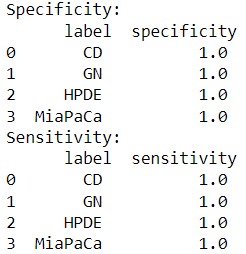 Specificity:
label specificity
0 CD 1.0
1 GN 1.0
2 HPDE 1.0
3 MiaPaCa 1.0
Sensitivity:
label sensitivity
0 CD 1.0
1 GN 1.0
2 HPDE 1.0
3 MiaPaCa 1.0